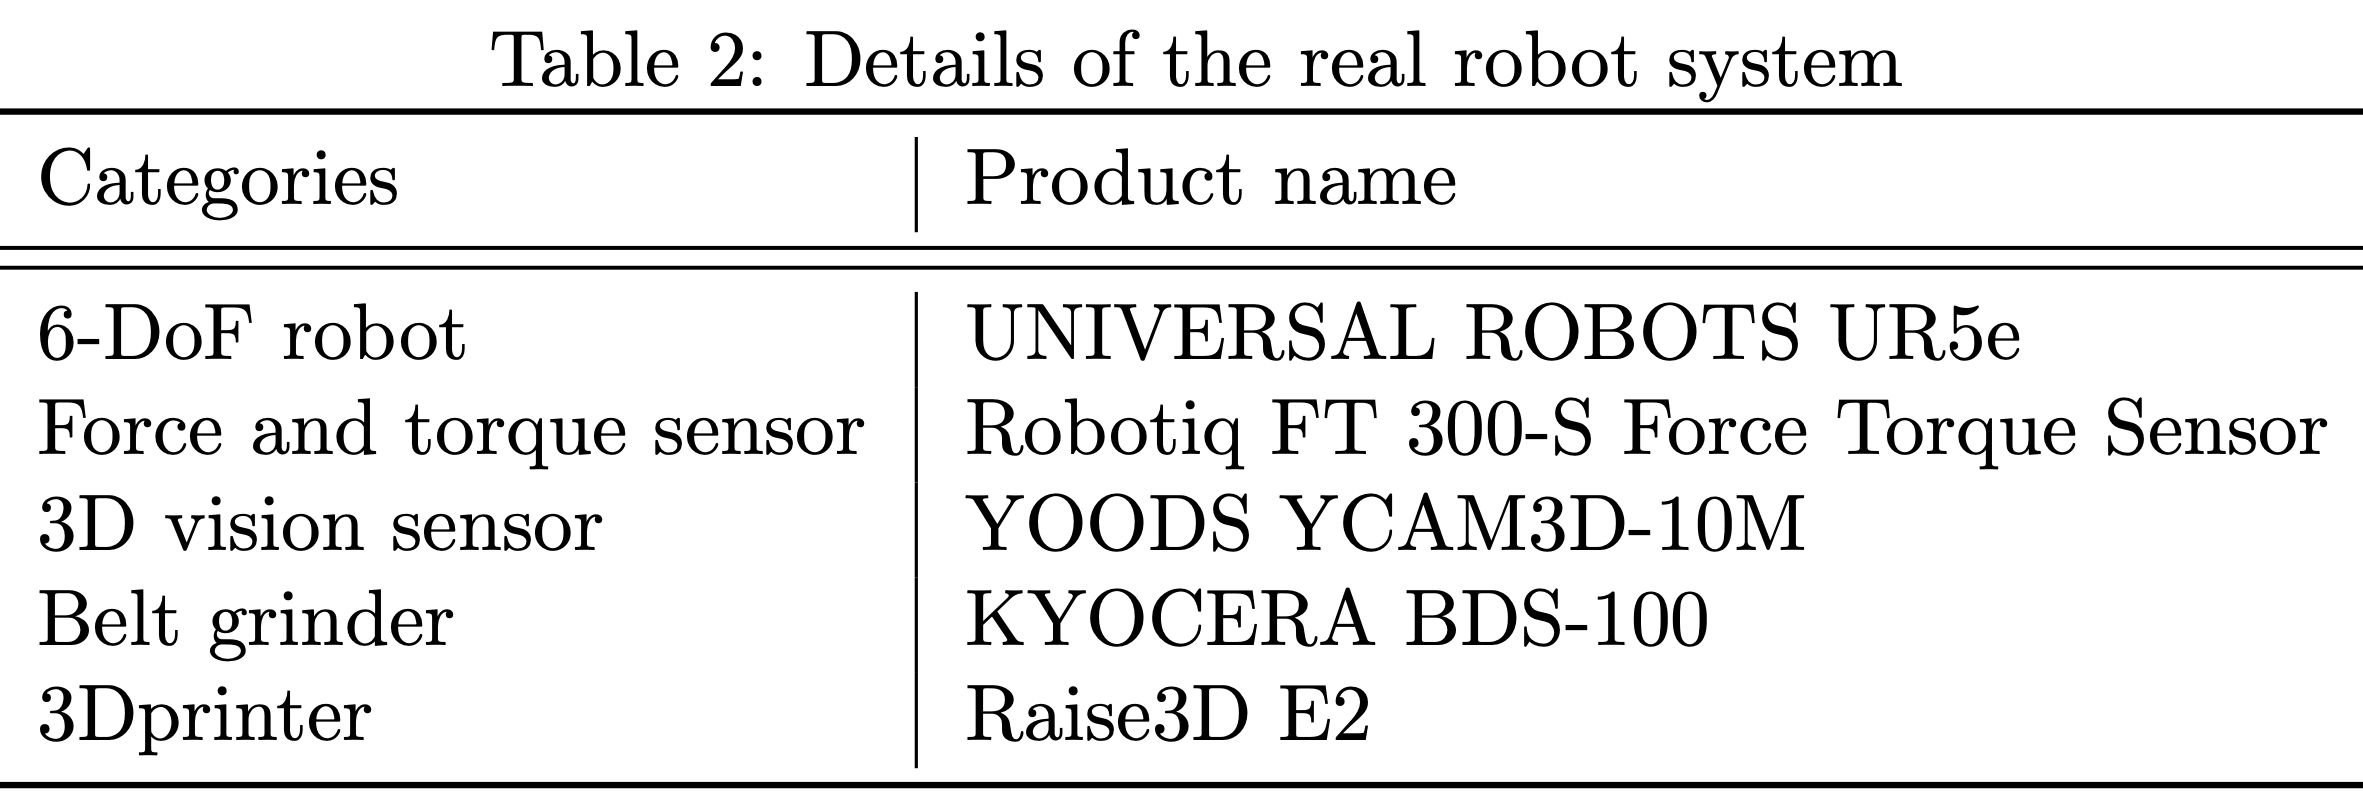 Table 2: Details of the real robot system
Categories Product name
6-DoF robot UNIVERSAL ROBOTS UR5e
Force and torque sensor Robotiq FT 300-S Force Torque Sensor
3D vision sensor YOODS YCAM3D-10M
Belt grinder KYOCERA BDS-100
3Dprinter Raise3D E2